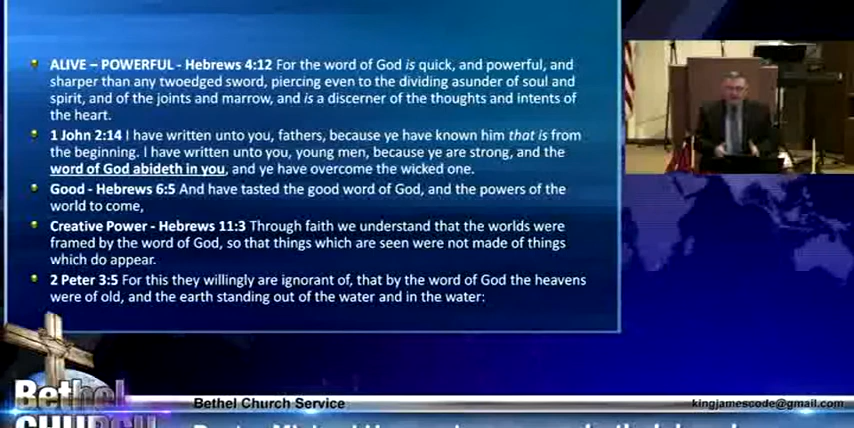 ALIVE – POWERFUL - Hebrews 4:12 For the word of God is quick, and powerful, and
sharper than any twoedged sword, piercing even to the dividing asunder of soul and
spirit, and of the joints and marrow, and is a discerner of the thoughts and intents of
the heart.
1 John 2:14 I have written unto you, fathers, because ye have known him that is from
the beginning. I have written unto you, young men, because ye are strong, and the
word of God abideth in you, and ye have overcome the wicked one.
Good - Hebrews 6:5 And have tasted the good word of God, and the powers of the
world to come,
Creative Power - Hebrews 11:3 Through faith we understand that the worlds were
framed by the word of God, so that things which are seen were not made of things
which do appear.
2 Peter 3:5 For this they willingly are ignorant of, that by the word of God the heavens
were of old, and the earth standing out of the water and in the water:
Bethel
CHURCH
Bethel Church Service
kingjamescode@gmail.com